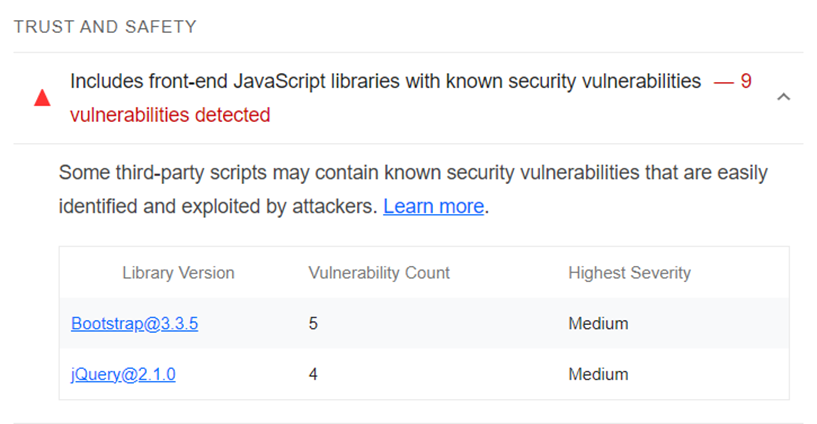 TRUST AND SAFETY
Includes front-end JavaScript libraries with known security vulnerabilities — 9
vulnerabilities detected
Some third-party scripts may contain known security vulnerabilities that are easily
identified and exploited by attackers. Learn more.
Library Version Vulnerability Count Highest Severity
Bootstrap@3.3.5 5 Medium
jQuery@2.1.0 4 Medium